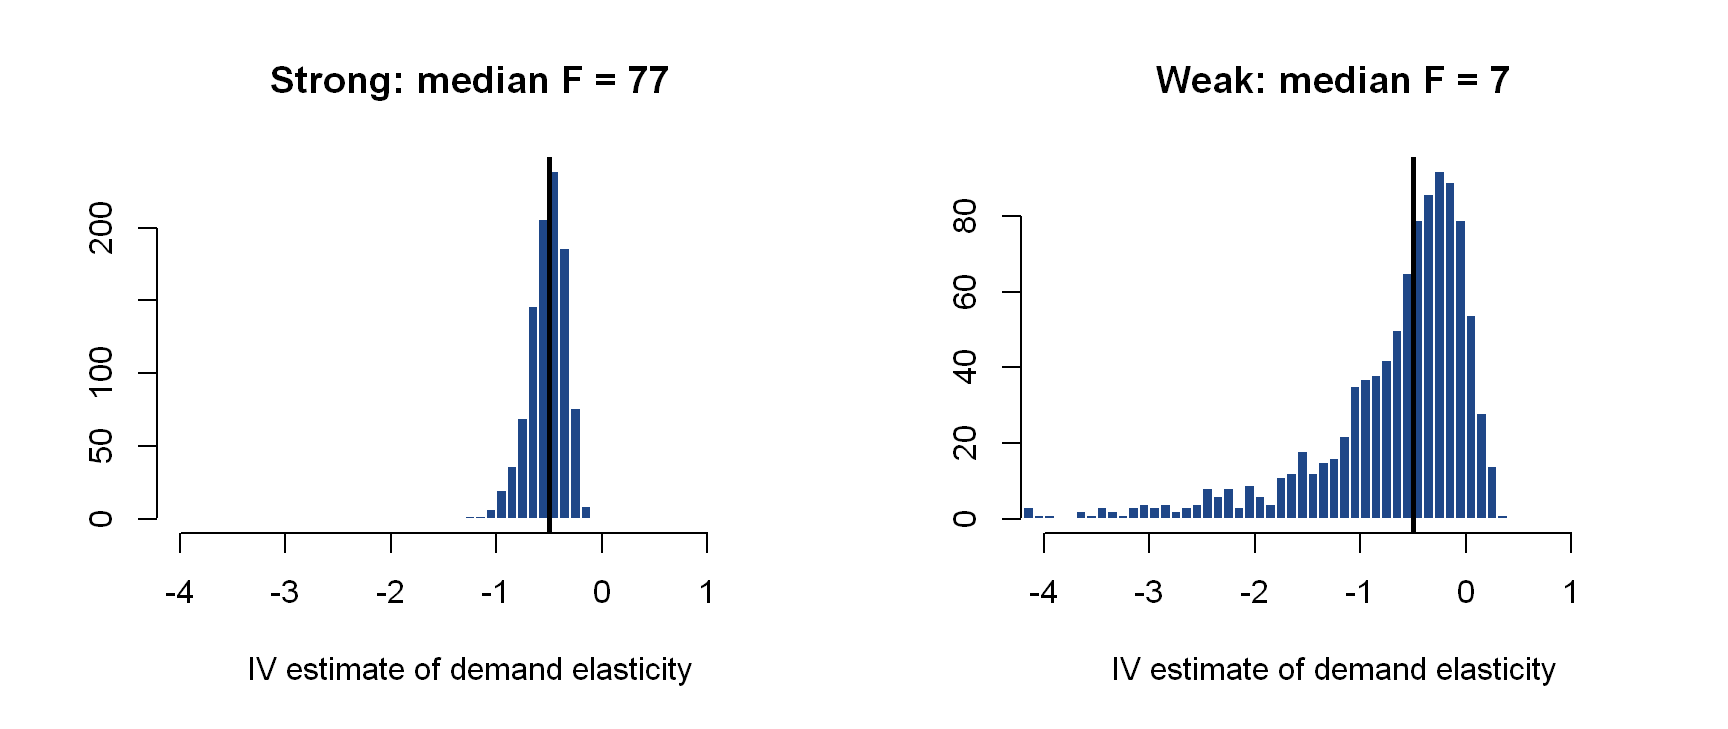 Strong: median F = 77
200
100
50
0
-4 -3 -2 -1 0 1
IV estimate of demand elasticity
Weak: median F = 7
80
60
40
20
0
-4 -3 -2 -1 0 1
IV estimate of demand elasticity